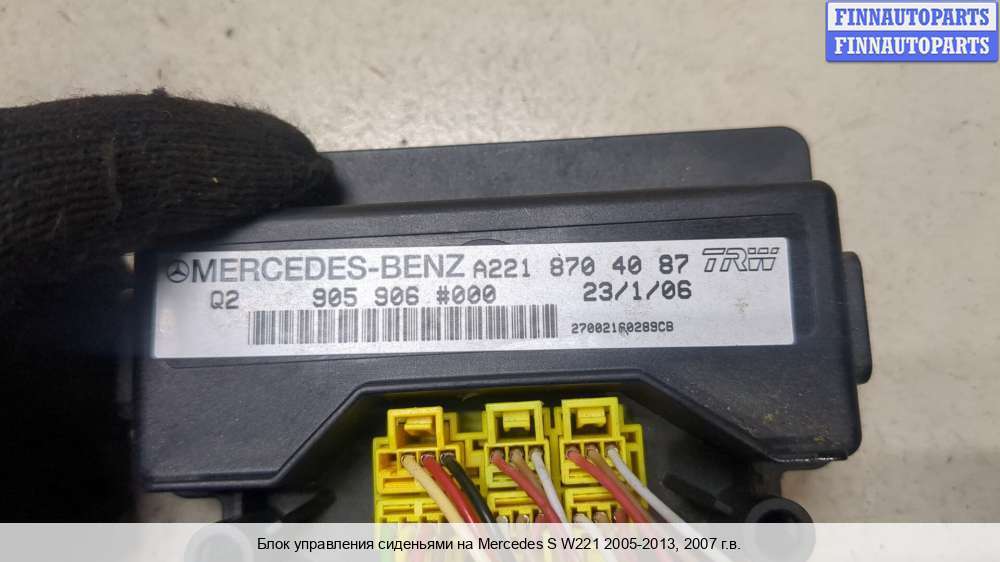 FINNAUTOPARTS
FINNAUTOPARTS
MERCEDES-BENZ A221 870 40 87 TRW
Q2 905 906 #000 23/1/06
27002160289CB
Блок управления сиденьями на Mercedes S W221 2005-2013, 2007 г.в.